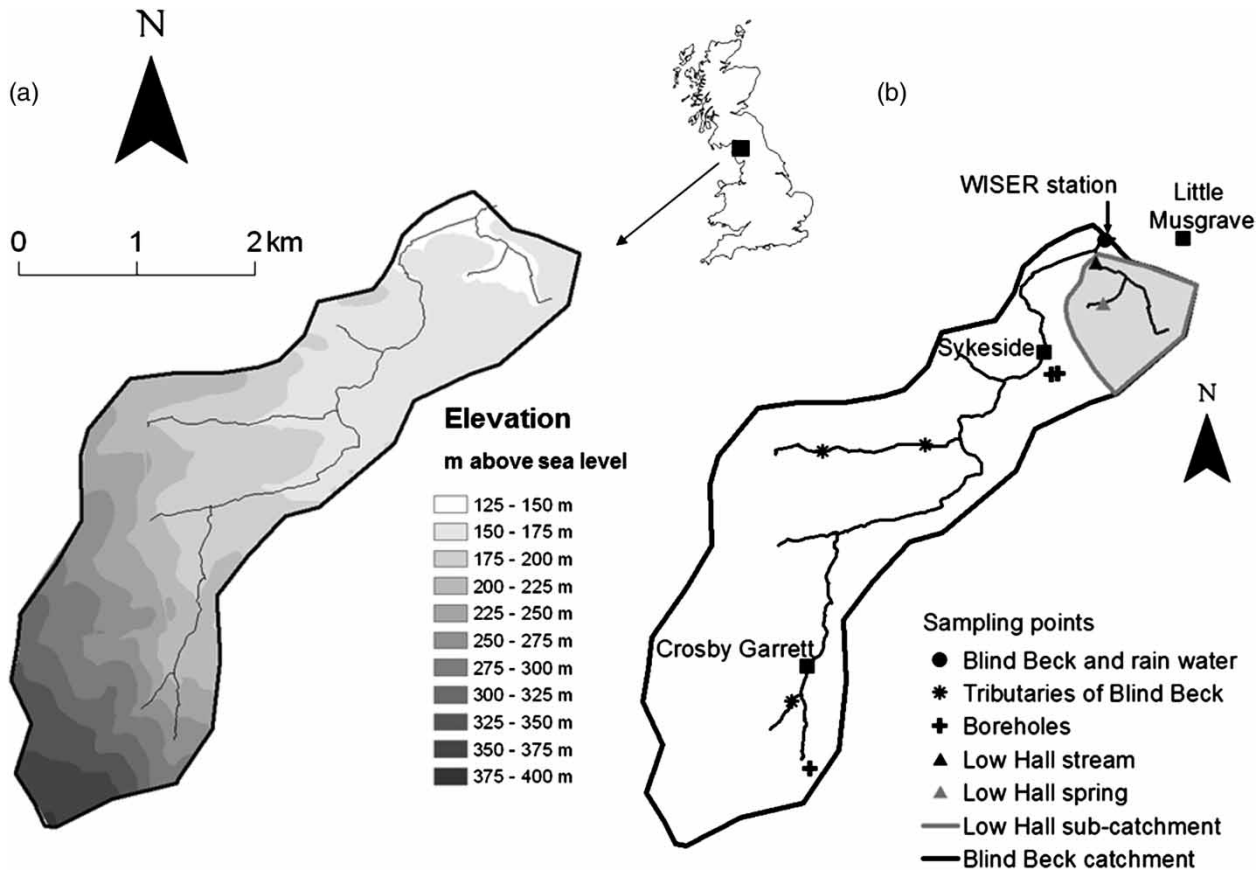 N
(a)
0 1 2 km
Elevation
m above sea level
125 - 150 m
150 - 175 m
175 - 200 m
200 - 225 m
225 - 250 m
250 - 275 m
275 - 300 m
300 - 325 m
325 - 350 m
350 - 375 m
375 - 400 m
(b)
WISER station
Little
Musgrave
Sykeside
N
Crosby Garrett
Sampling points
Blind Beck and rain water
Tributaries of Blind Beck
Boreholes
Low Hall stream
Low Hall spring
Low Hall sub-catchment
Blind Beck catchment